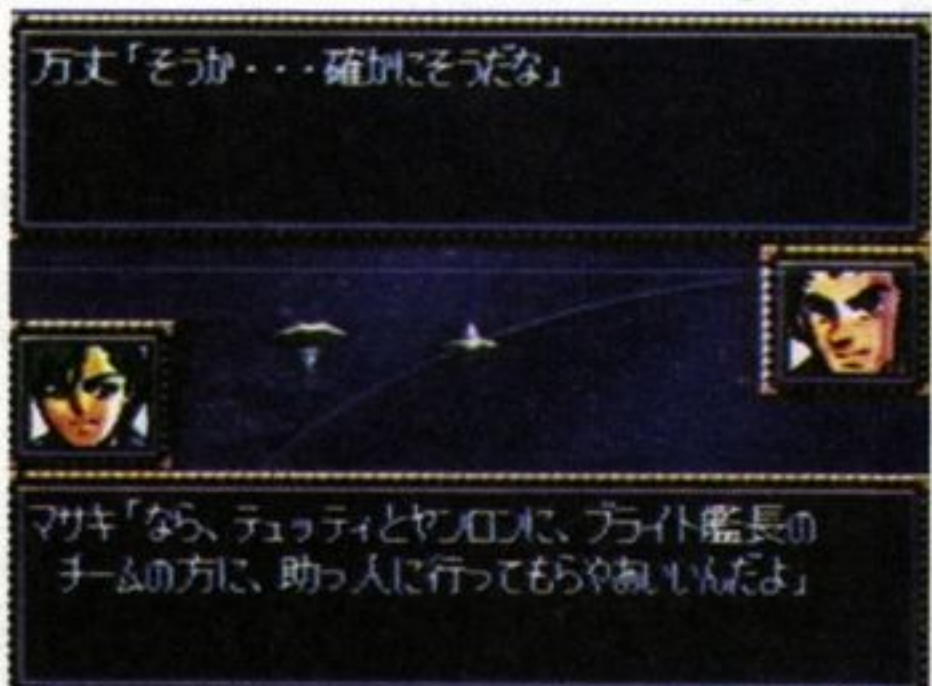 万丈「そうか・・・確かにそうだな」
マサキ「なら、テュッティとヤンロンに、ブライト艦長の
チームの方に、助っ人に行ってもらやあいいんだよ」